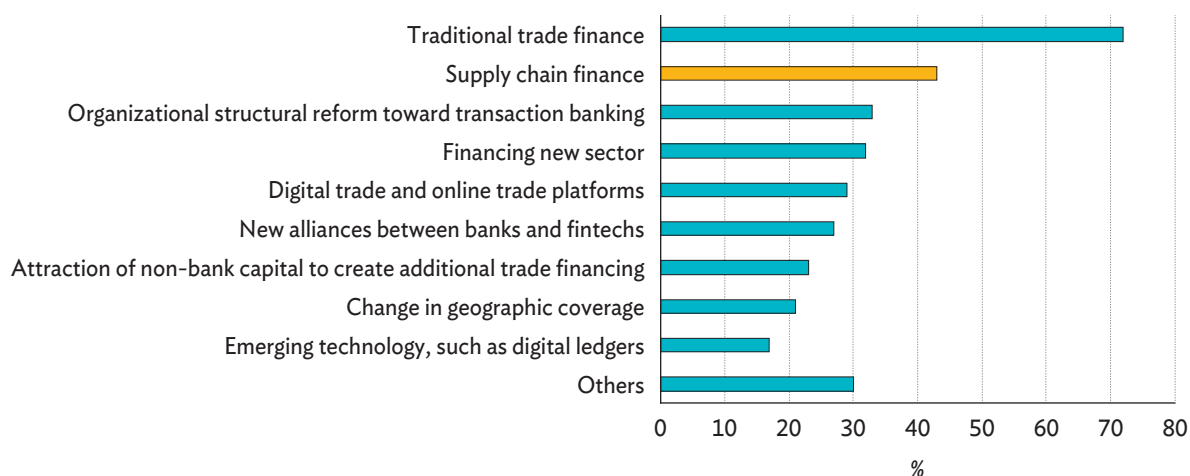 Traditional trade finance
Supply chain finance
Organizational structural reform toward transaction banking
Financing new sector
Digital trade and online trade platforms
New alliances between banks and fintechs
Attraction of non-bank capital to create additional trade financing
Change in geographic coverage
Emerging technology, such as digital ledgers
Others
0 10 20 30 40 50 60 70 80
%